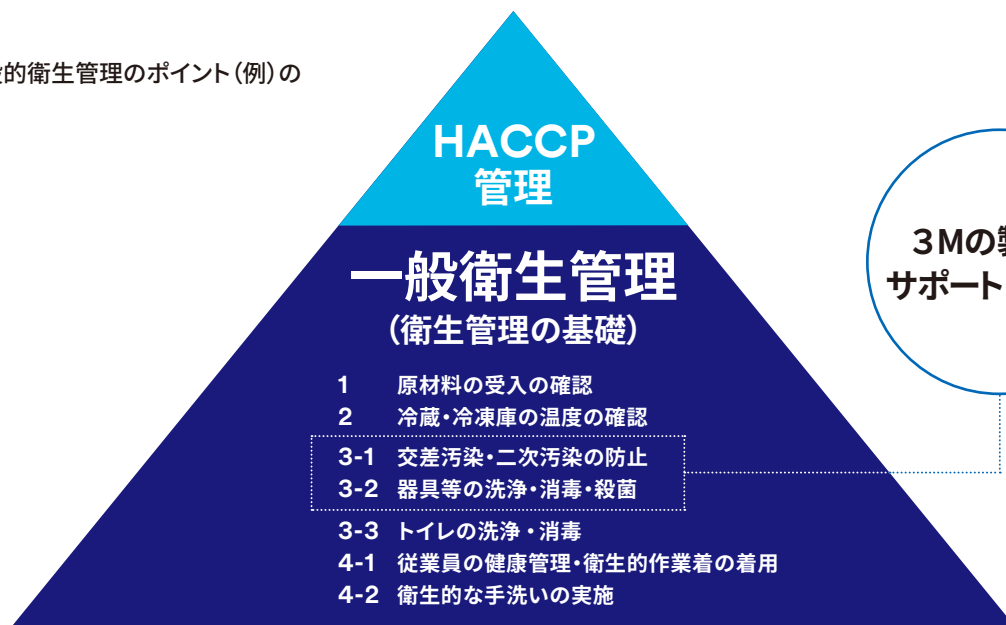 的衛生管理のポイント(例)の
HACCP
管理
一般衛生管理
(衛生管理の基礎)
3Mの
サポート
1 原材料の受入の確認
2 冷蔵・冷凍庫の温度の確認
3-1 交差汚染・二次汚染の防止
3-2 器具等の洗浄・消毒・殺菌
3-3 トイレの洗浄・消毒
4-1 従業員の健康管理・衛生的作業着の着用
4-2 衛生的な手洗いの実施